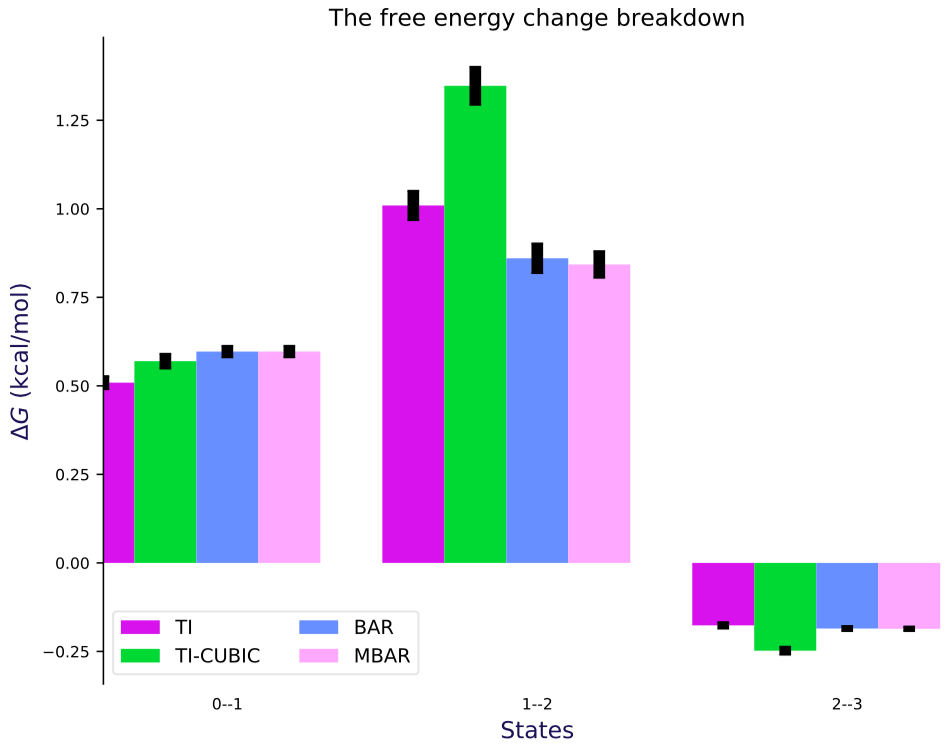 The free energy change breakdown
ΔG (kcal/mol)
1.25
1.00
0.75
0.50
0.25
0.00
−0.25
TI
TI-CUBIC
BAR
MBAR
0--1
1--2
2--3
States